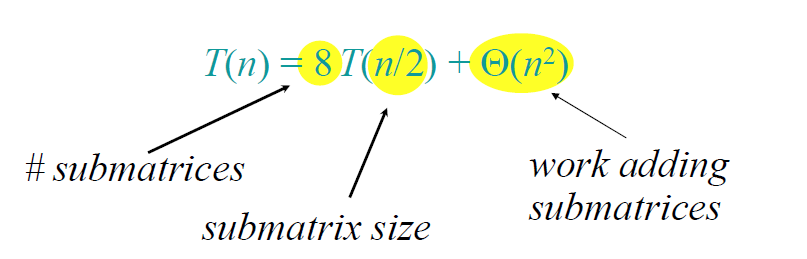 T(n) = 8 T(n/2) + Θ(n²)
# submatrices
work adding
submatrices
submatrix size